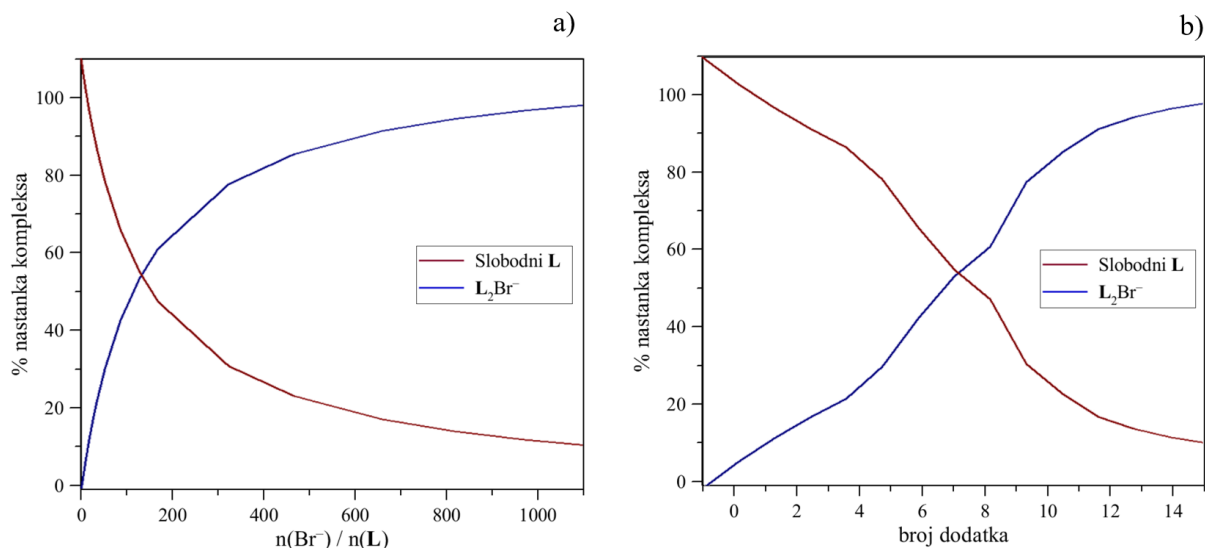 a)
% nastanka kompleksa
100
80
60
40
20
0
0 200 400 600 800 1000
n(Br⁻) / n(L)
Slobodni L
L₂Br⁻
b)
% nastanka kompleksa
100
80
60
40
20
0
0 2 4 6 8 10 12 14
broj dodatka
Slobodni L
L₂Br⁻